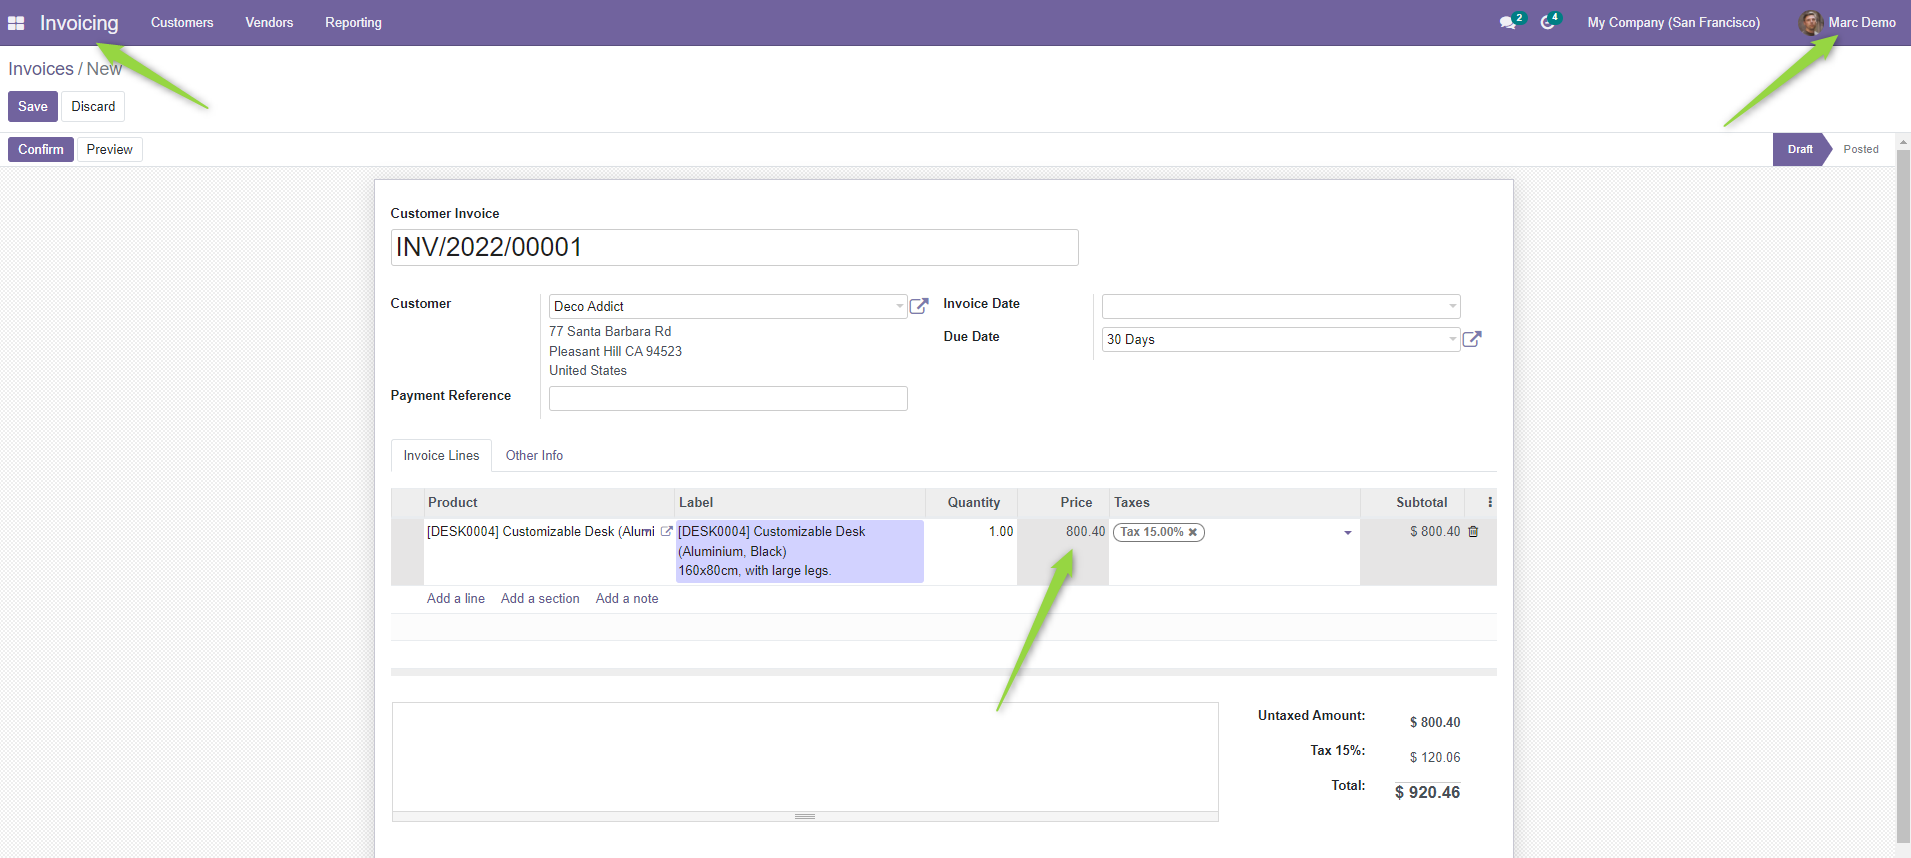 Invoicing Customers Vendors Reporting 2 4 My Company (San Francisco) Marc Demo
Invoices / New
Save Discard
Confirm Preview Draft Posted
Customer Invoice
INV/2022/00001
Customer Deco Addict Invoice Date
77 Santa Barbara Rd
Due Date 30 Days
Pleasant Hill CA 94523
United States
Payment Reference
Invoice Lines Other Info
Product Label Quantity Price Taxes Subtotal
[DESK0004] Customizable Desk (Alumi [DESK0004] Customizable Desk 1.00 800.40 Tax 15.00% $ 800.40
(Aluminium, Black)
160x80cm, with large legs.
Add a line Add a section Add a note
Untaxed Amount: $ 800.40
Tax 15%: $ 120.06
Total: $ 920.46